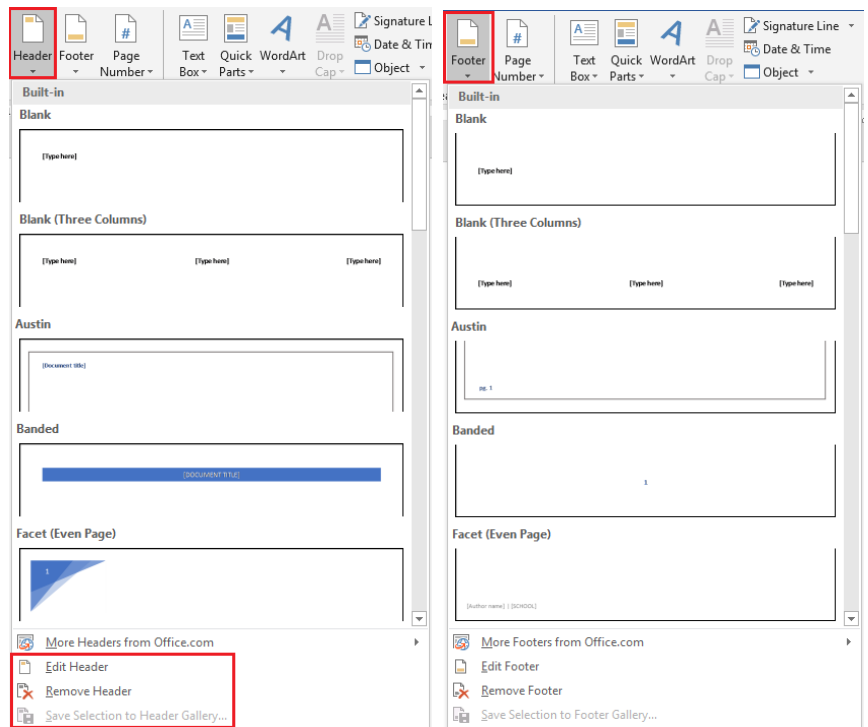 Header Footer Page Number
Text Box Quick Parts WordArt Drop Cap
Signature L
Date & Tim
Object
Built-in
Blank
[Type here]
Blank (Three Columns)
[Type here] [Type here] [Type here]
Austin
[Document title]
Banded
[DOCUMENT TITLE]
Facet (Even Page)
1
More Headers from Office.com
Edit Header
Remove Header
Save Selection to Header Gallery...
Footer Page Number
Text Box Quick Parts WordArt Drop Cap
Signature Line
Date & Time
Object
Built-in
Blank
[Type here]
Blank (Three Columns)
[Type here] [Type here] [Type here]
Austin
pg. 1
Banded
1
Facet (Even Page)
[Author name] | [SCHOOL]
More Footers from Office.com
Edit Footer
Remove Footer
Save Selection to Footer Gallery...